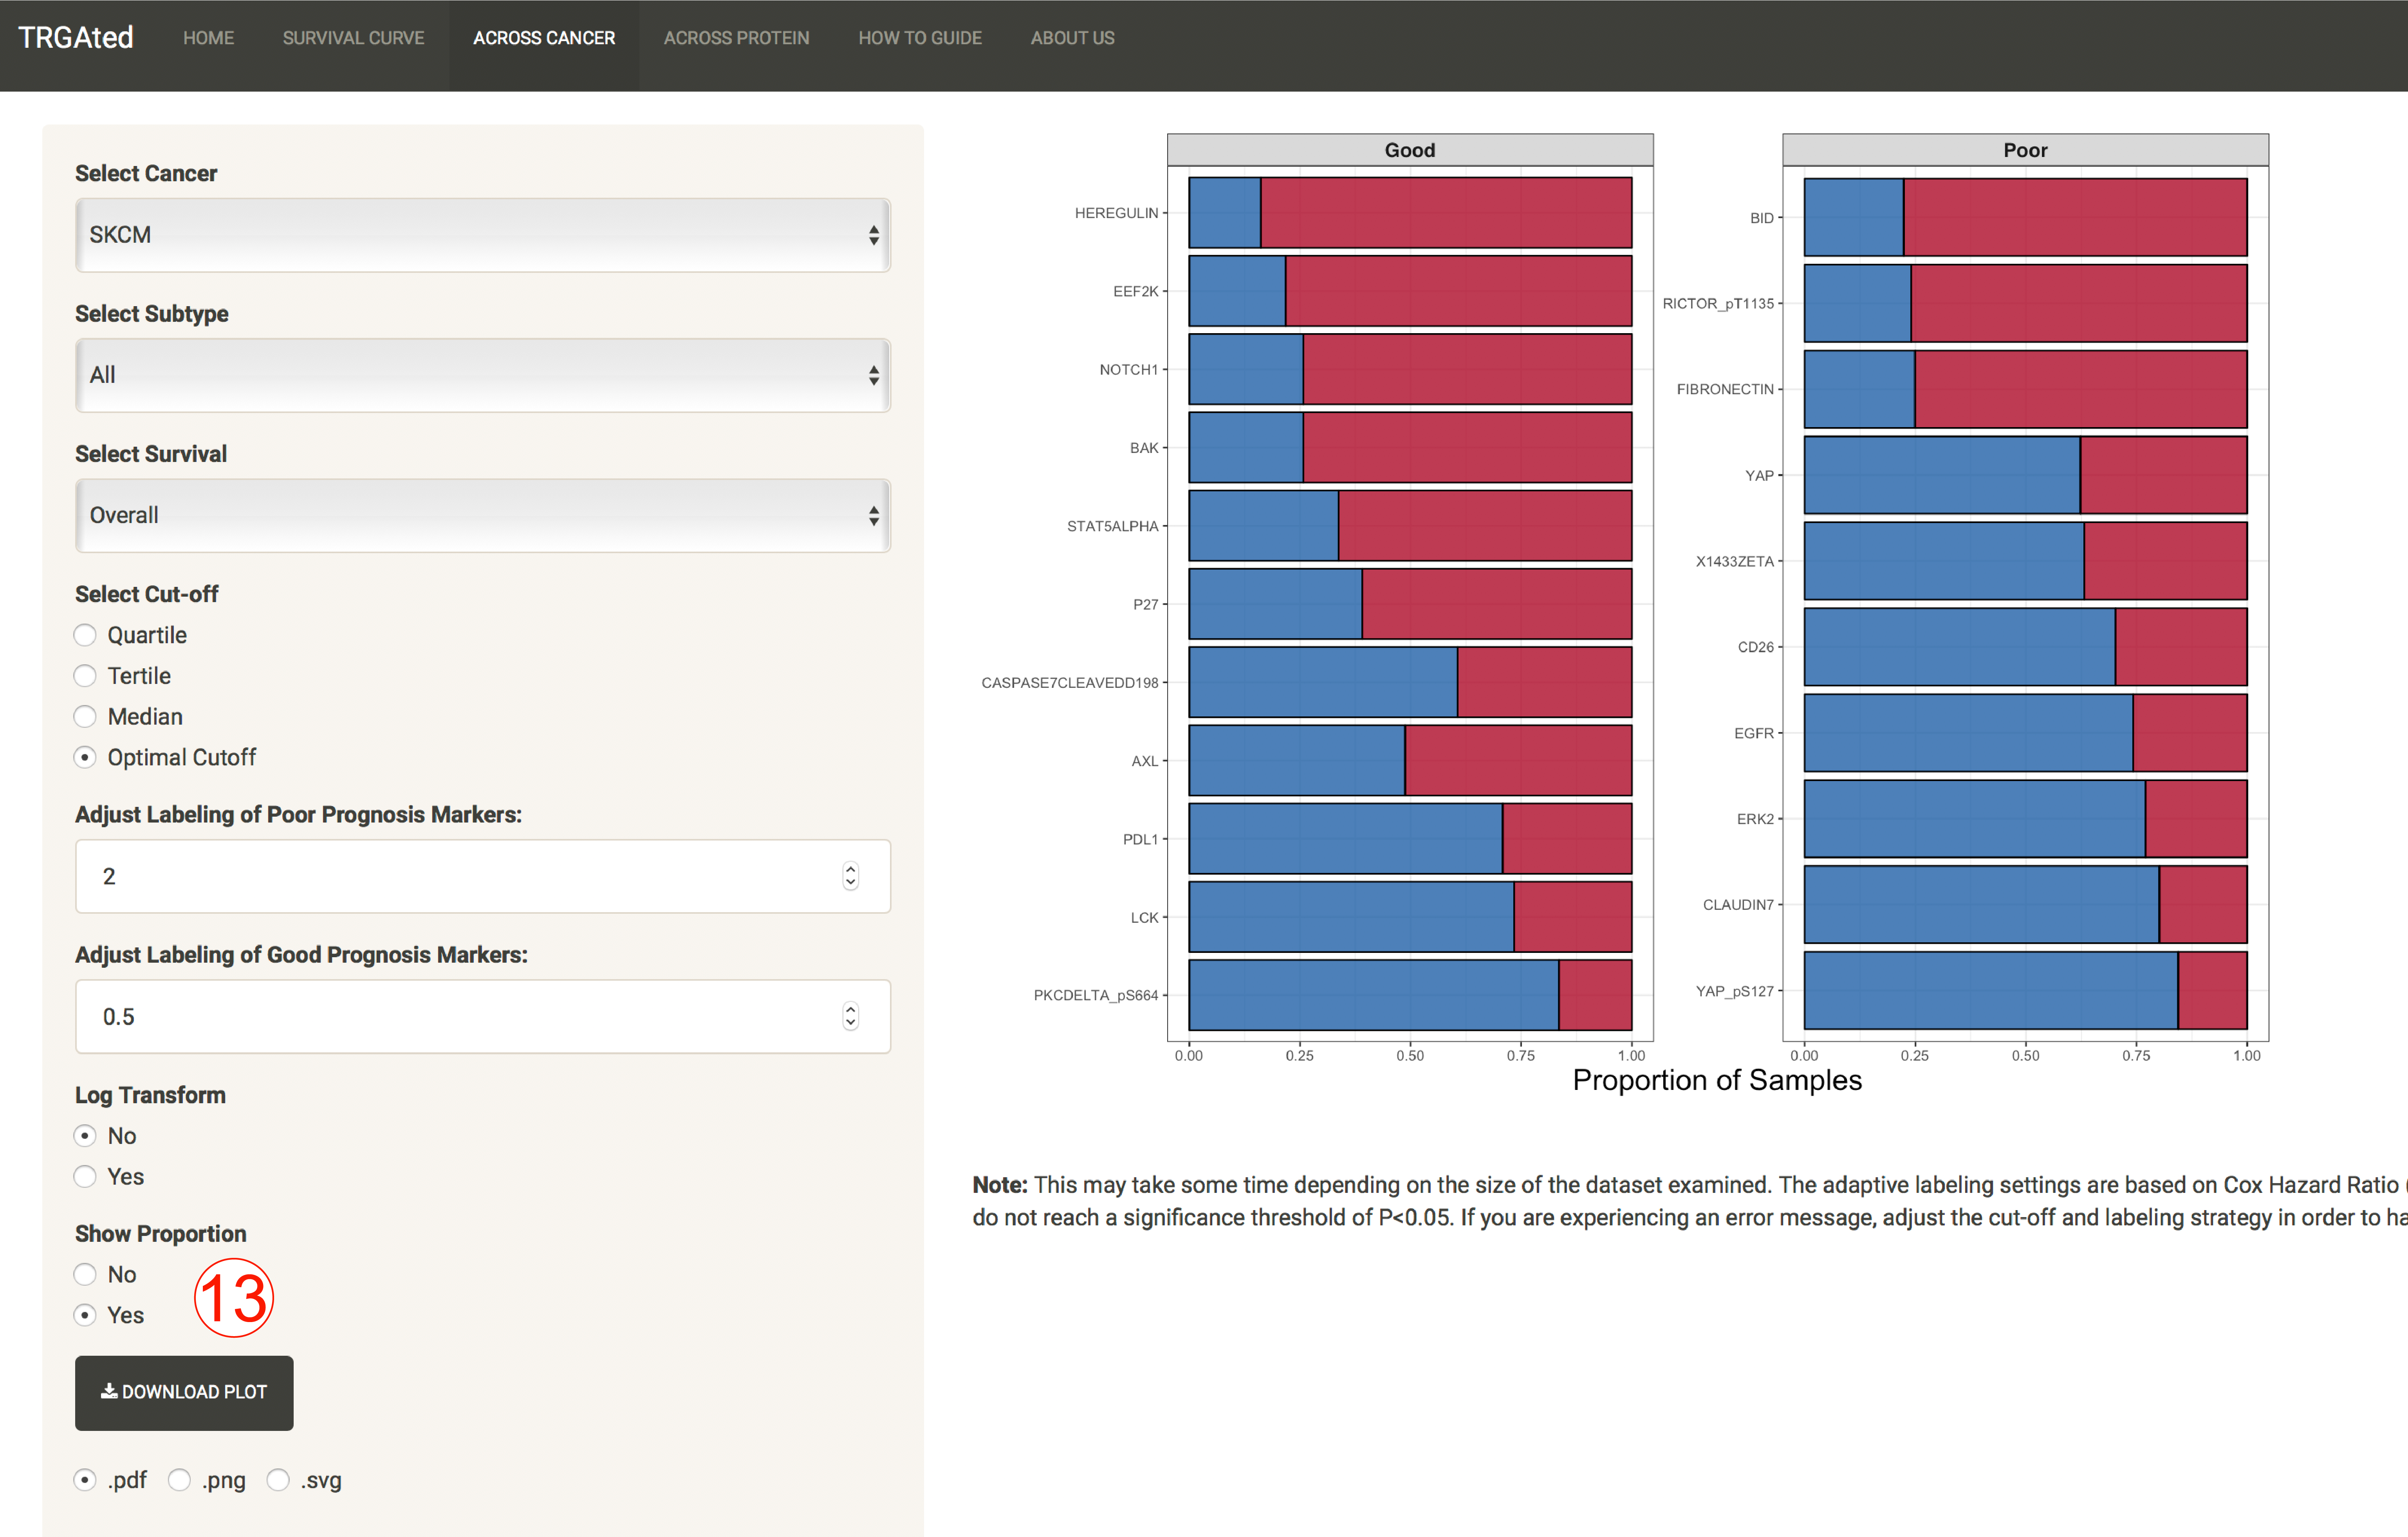 TRGAted HOME SURVIVAL CURVE ACROSS CANCER ACROSS PROTEIN HOW TO GUIDE ABOUT US
Select Cancer
SKCM
Select Subtype
All
Select Survival
Overall
Select Cut-off
Quartile
Tertile
Median
Optimal Cutoff
Adjust Labeling of Poor Prognosis Markers:
2
Adjust Labeling of Good Prognosis Markers:
0.5
Log Transform
No
Yes
Show Proportion
No
Yes
13
DOWNLOAD PLOT
.pdf .png .svg
Good
HEREGULIN
EEF2K
NOTCH1
BAK
STAT5ALPHA
P27
CASPASE7CLEAVEDD198
AXL
PDL1
LCK
PKCDELTA_pS664
0.00 0.25 0.50 0.75 1.00
Poor
BID
RICTOR_pT1135
FIBRONECTIN
YAP
X1433ZETA
CD26
EGFR
ERK2
CLAUDIN7
YAP_pS127
0.00 0.25 0.50 0.75 1.00
Proportion of Samples
Note: This may take some time depending on the size of the dataset examined. The adaptive labeling settings are based on Cox Hazard Ratio
do not reach a significance threshold of P<0.05. If you are experiencing an error message, adjust the cut-off and labeling strategy in order to